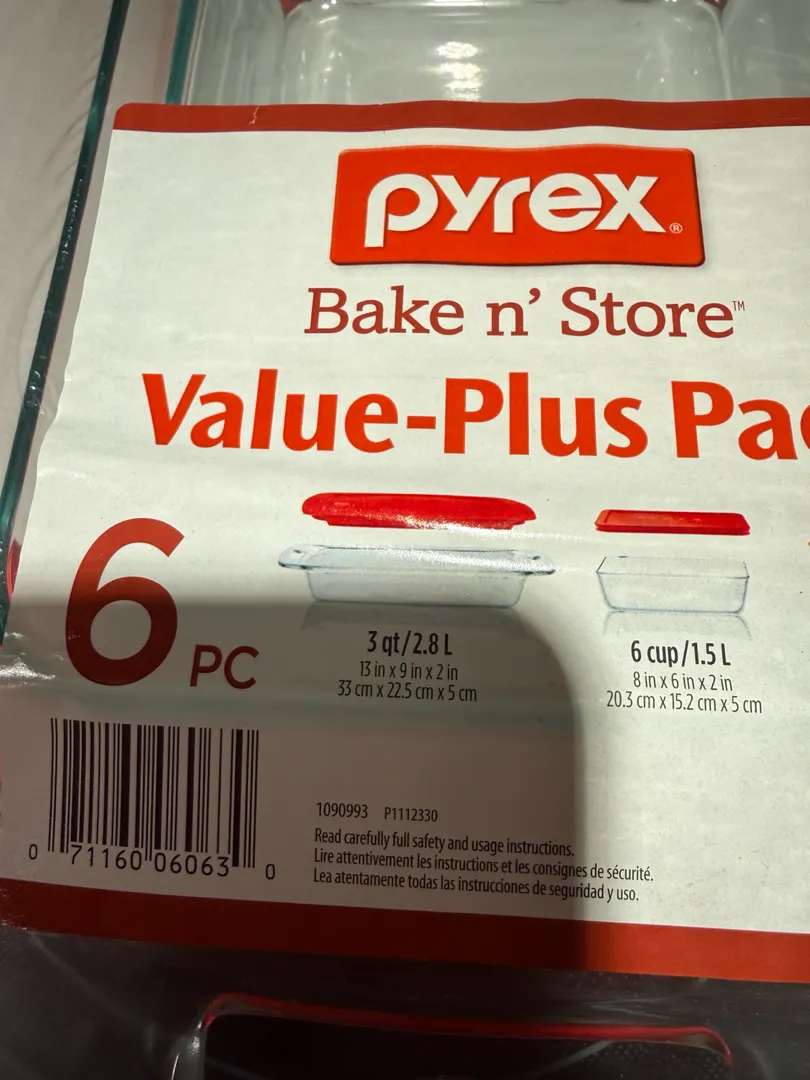 pyrex®
Bake n' Store™
Value-Plus
6 PC
3 qt/2.8 L
13 in x 9 in x 2 in
33 cm x 22.5 cm x 5 cm
6 cup/1.5 L
8 in x 6 in x 2 in
20.3 cm x 15.2 cm x 5 cm
0 71160 06063 0
1090993 P1112330
Read carefully full safety and usage instructions.
Lire attentivement les instructions et les consignes de sécurité.
Lea atentamente todas las instrucciones de seguridad y uso.